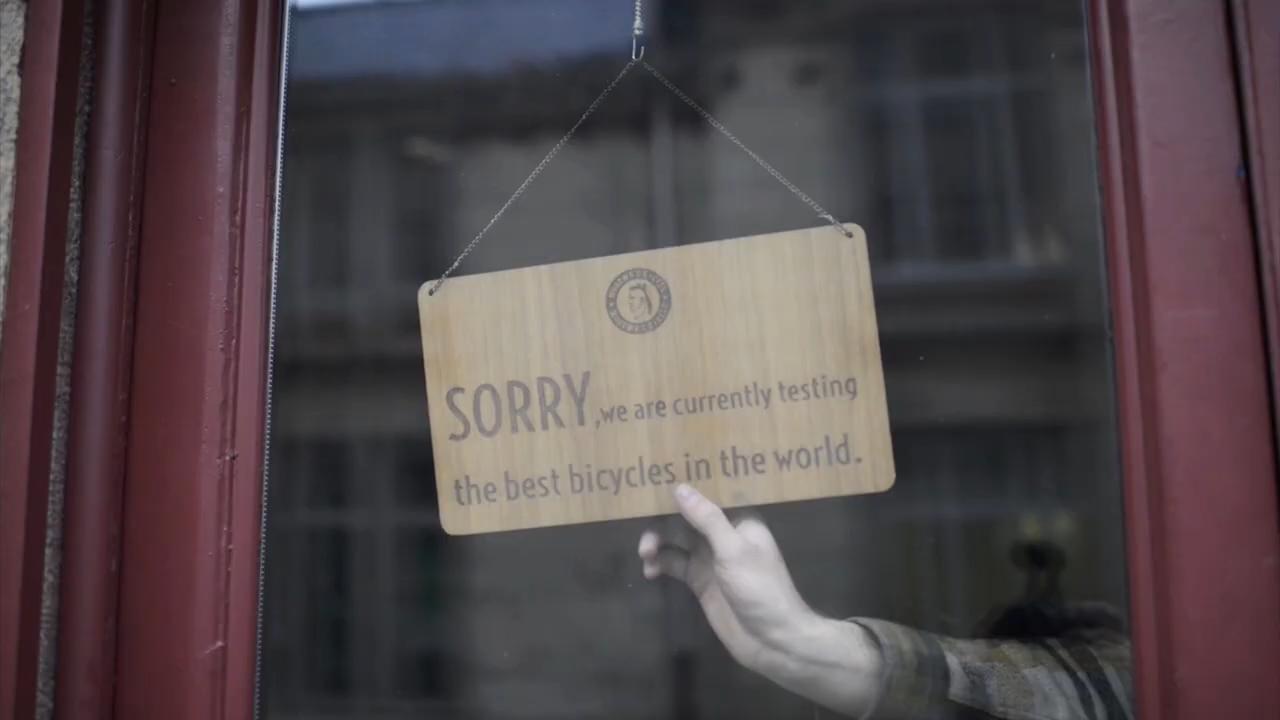 SORRY,we are currently testing
the best bicycles in the world.